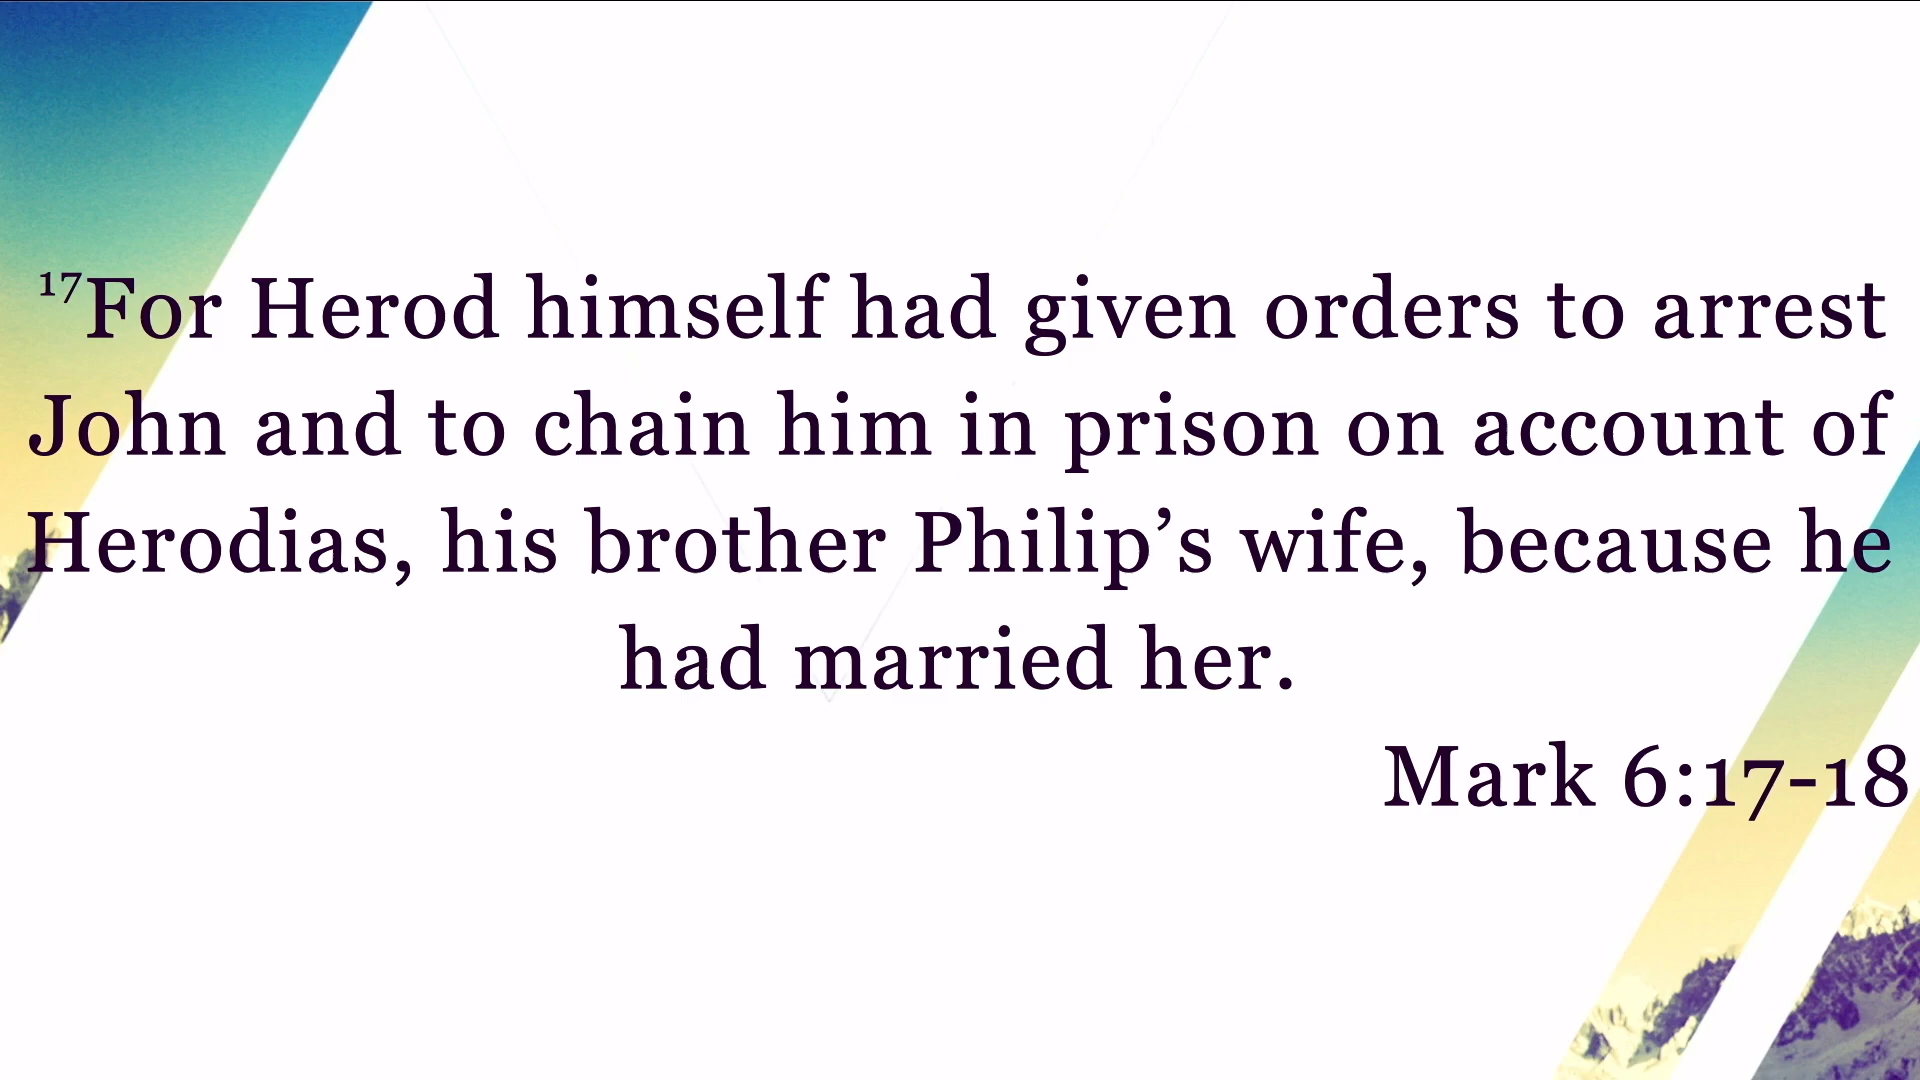 ¹⁷For Herod himself had given orders to arrest
John and to chain him in prison on account of
Herodias, his brother Philip’s wife, because he
had married her.
Mark 6:17-18